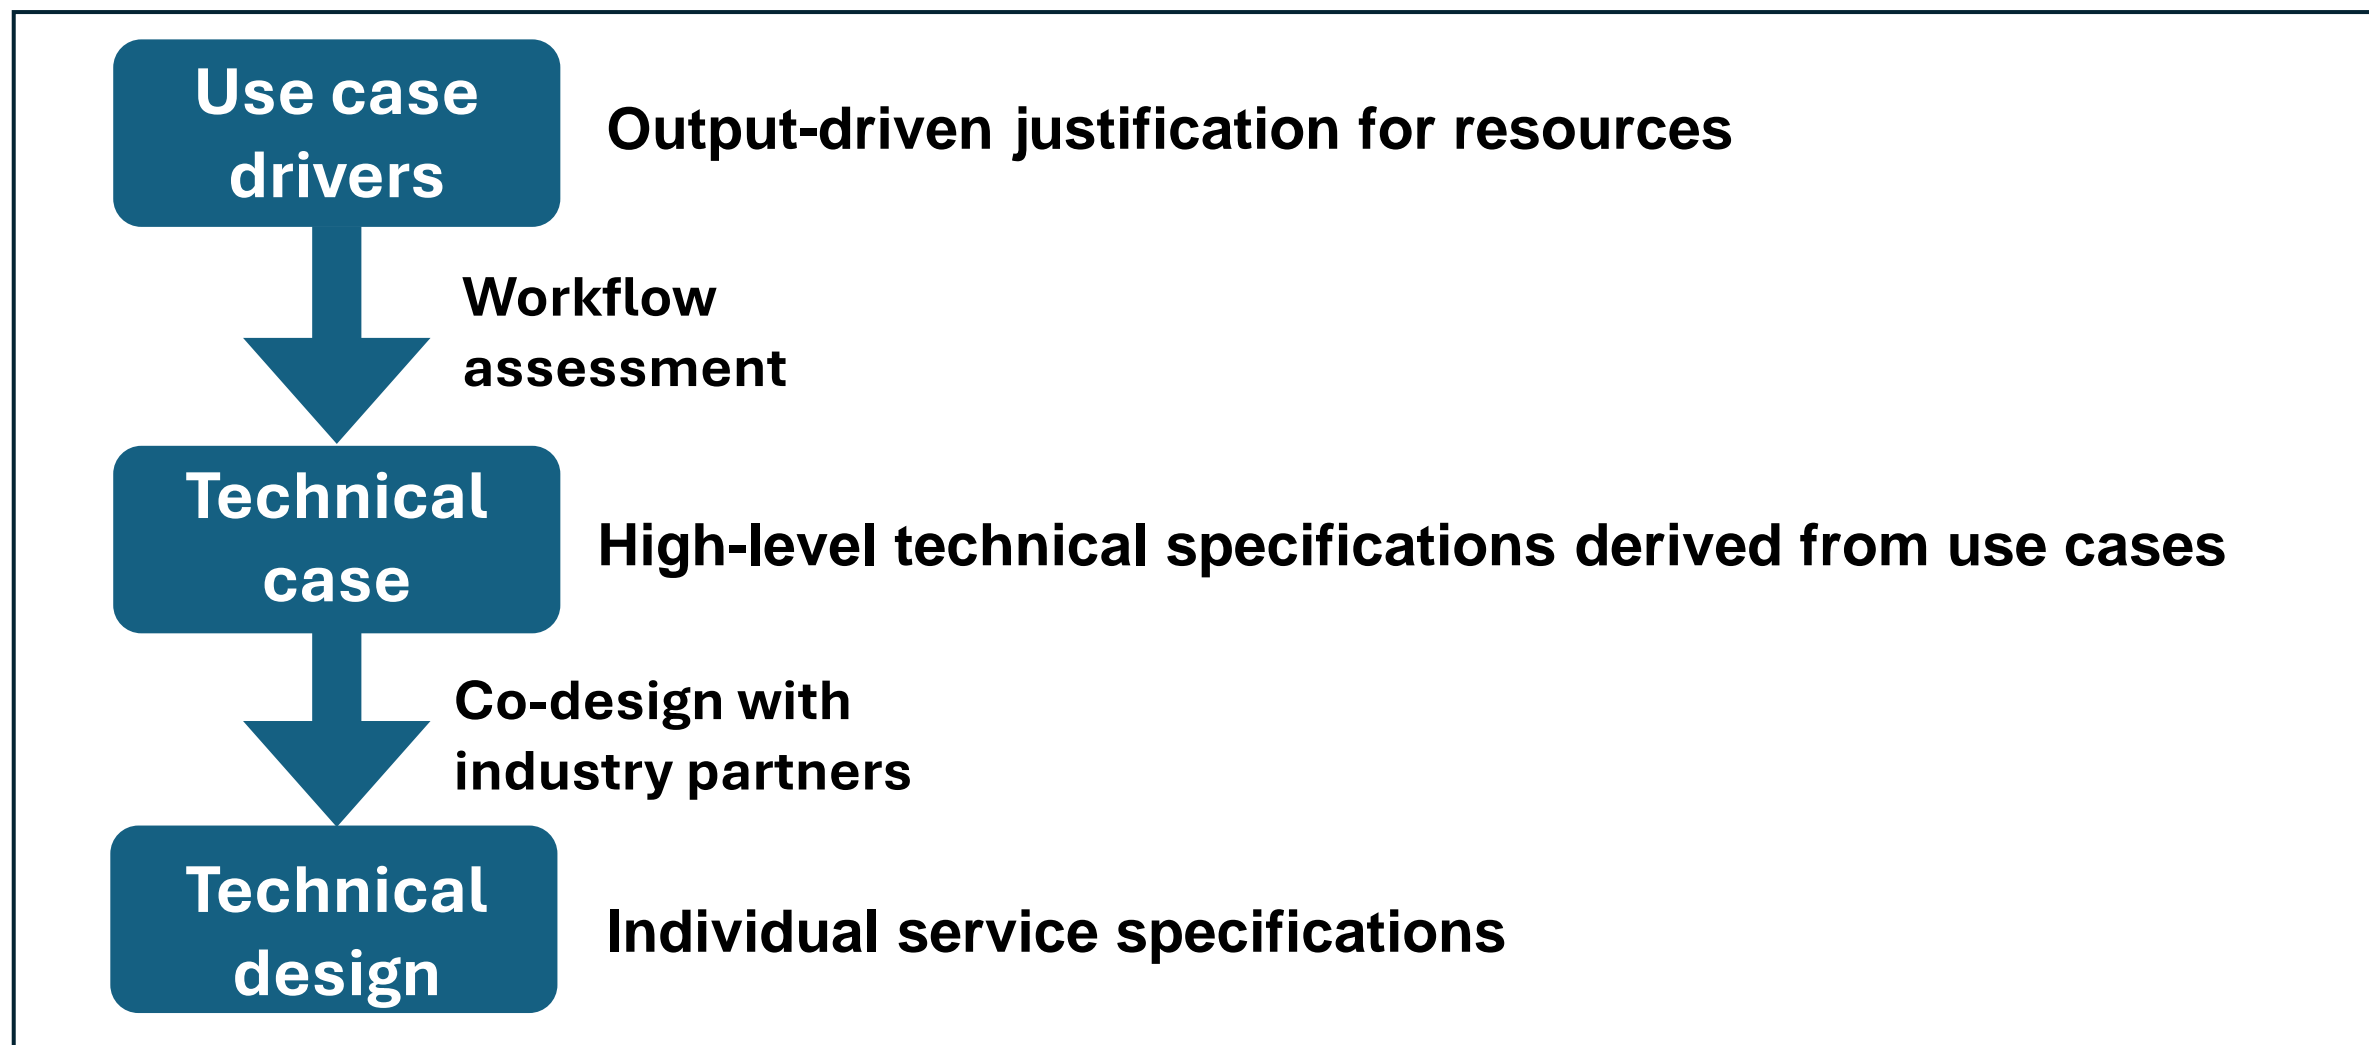 Use case
drivers
Output-driven justification for resources
Workflow
assessment
Technical
case
High-level technical specifications derived from use cases
Co-design with
industry partners
Technical
design
Individual service specifications